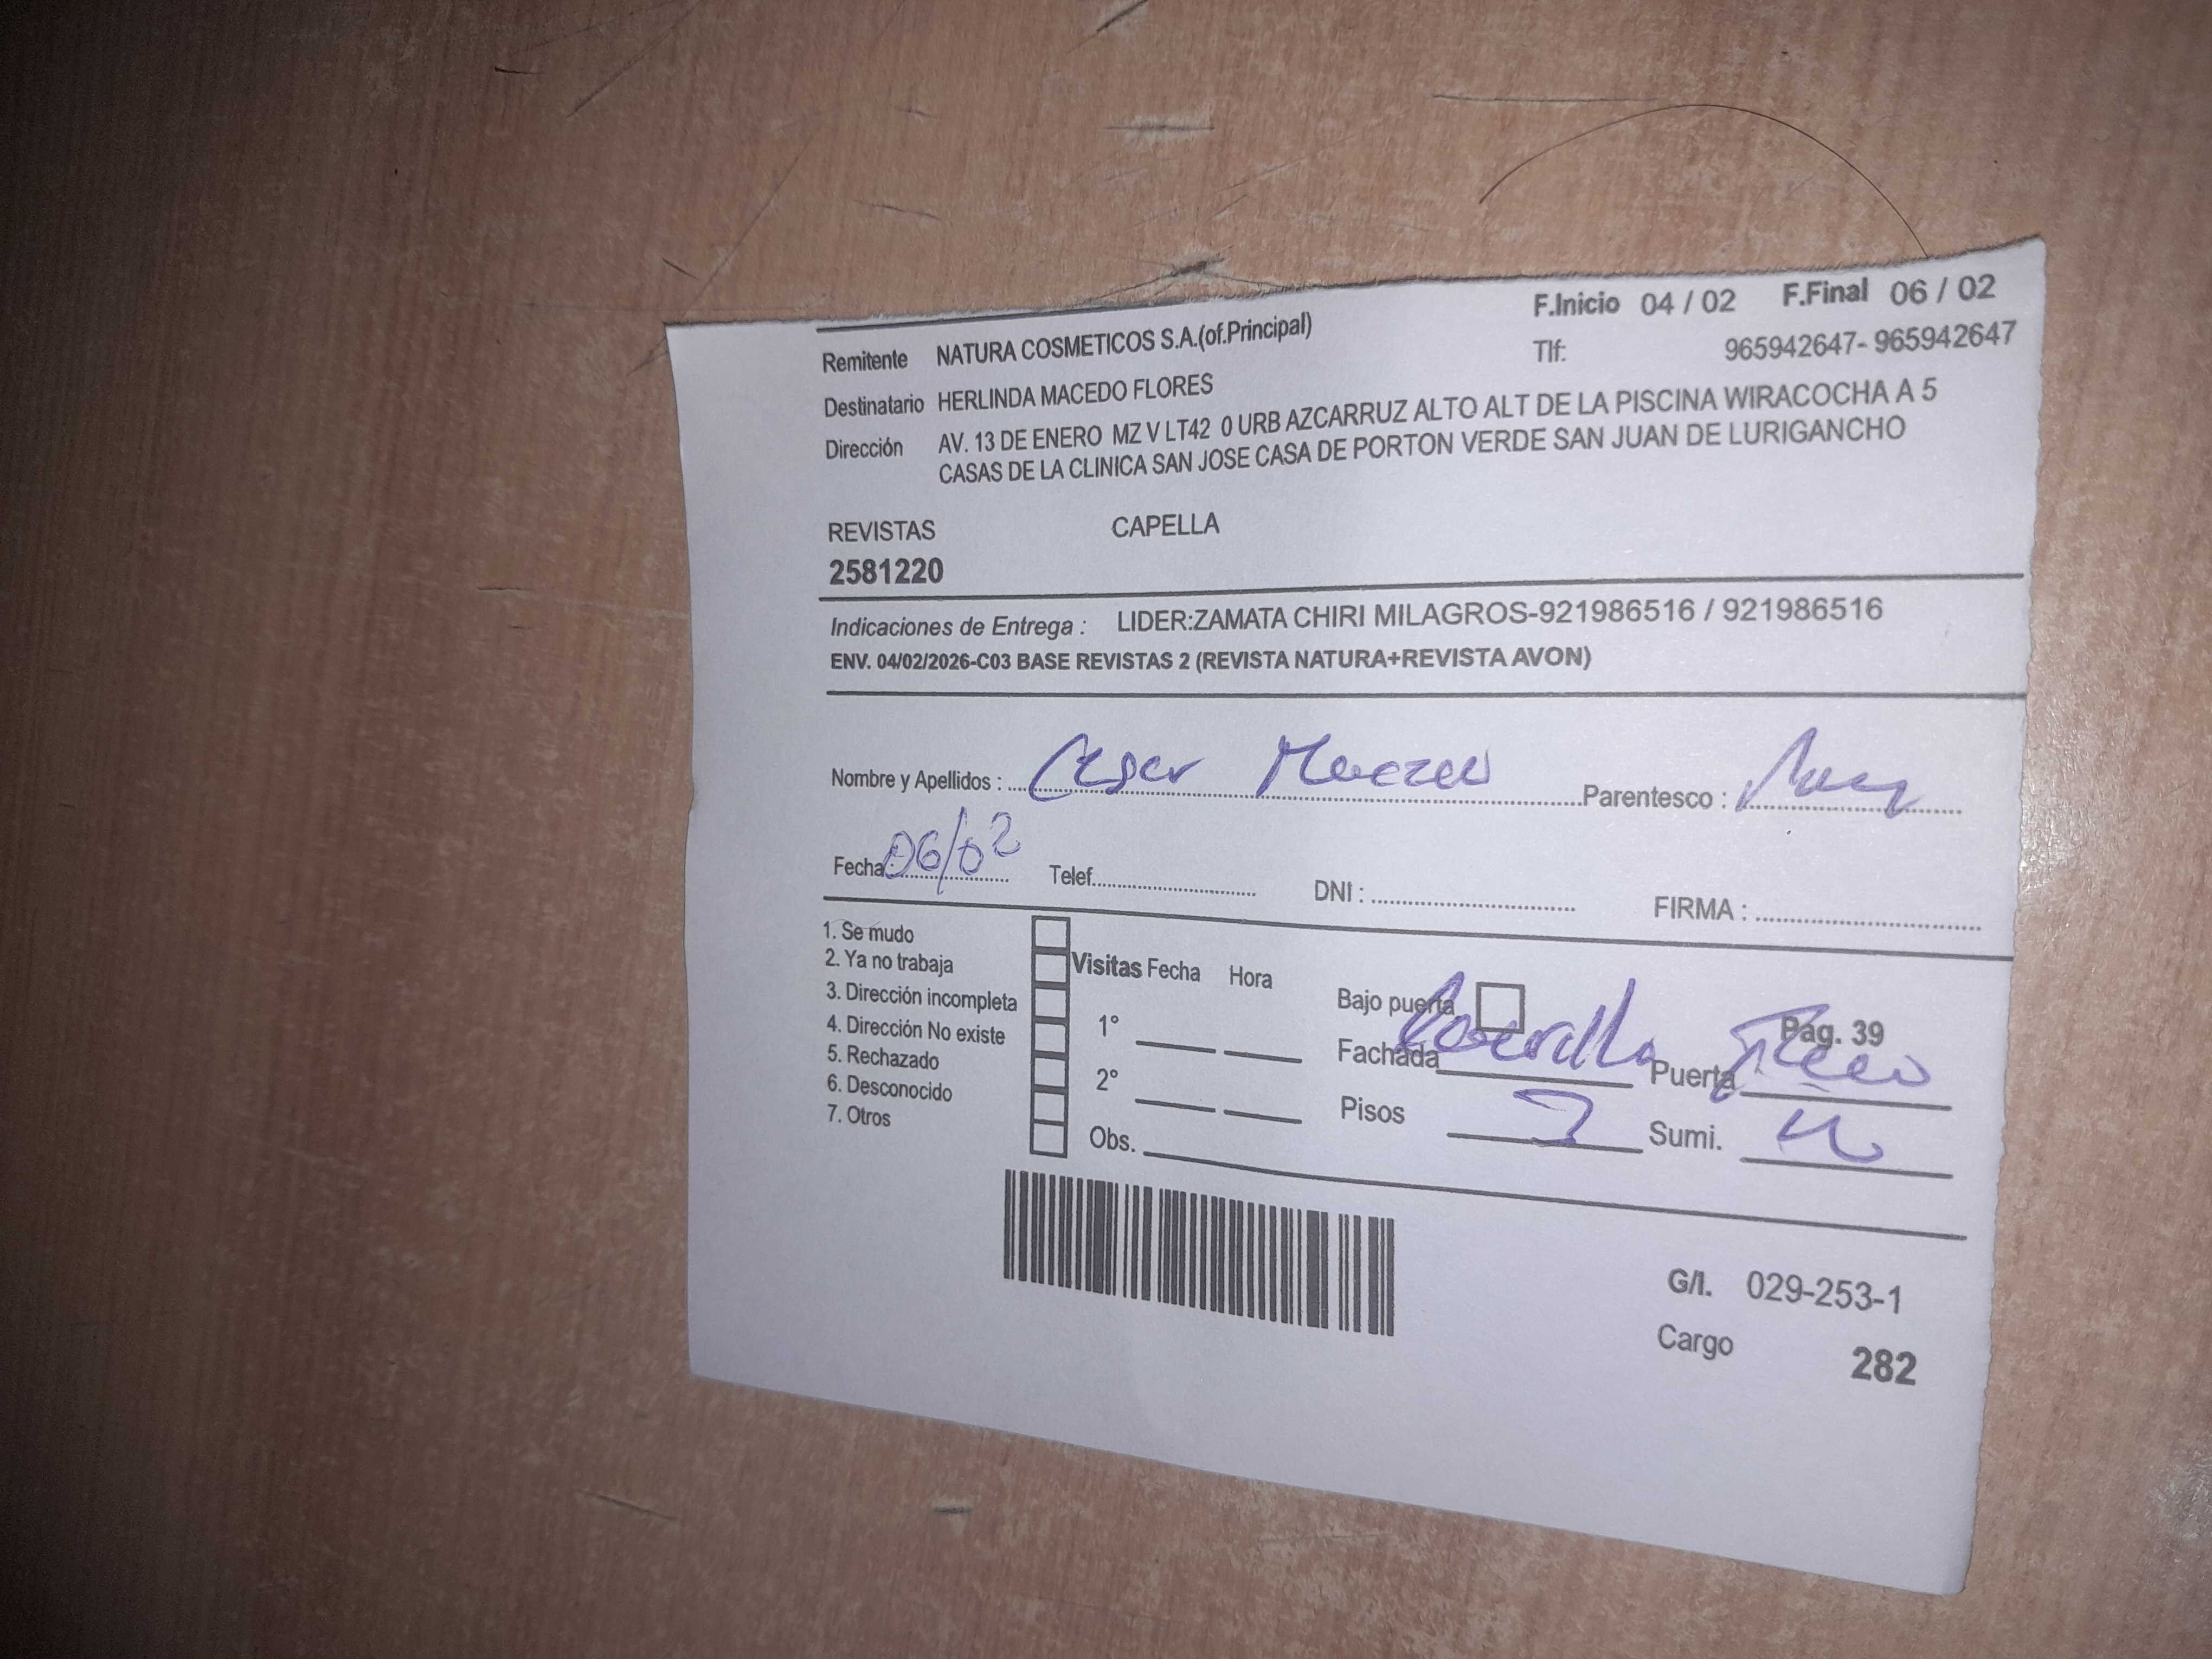 F.Inicio 04 / 02 F.Final 06 / 02
Remitente NATURA COSMETICOS S.A.(of.Principal) Tlf: 965942647- 965942647
Destinatario HERLINDA MACEDO FLORES
Dirección AV. 13 DE ENERO MZ V LT42 0 URB AZCARRUZ ALTO ALT DE LA PISCINA WIRACOCHA A 5
CASAS DE LA CLINICA SAN JOSE CASA DE PORTON VERDE SAN JUAN DE LURIGANCHO
REVISTAS CAPELLA
2581220
Indicaciones de Entrega : LIDER:ZAMATA CHIRI MILAGROS-921986516 / 921986516
ENV. 04/02/2026-C03 BASE REVISTAS 2 (REVISTA NATURA+REVISTA AVON)
Nombre y Apellidos : Parentesco :
Fecha: 06/02 Telef. DNI : FIRMA :
1. Se mudo
2. Ya no trabaja
3. Dirección incompleta
4. Dirección No existe
5. Rechazado
6. Desconocido
7. Otros
Visitas Fecha Hora
1°
2°
Obs.
Bajo puerta Pag. 39
Fachada Puerta
Pisos Sumi.
G/I. 029-253-1
Cargo 282